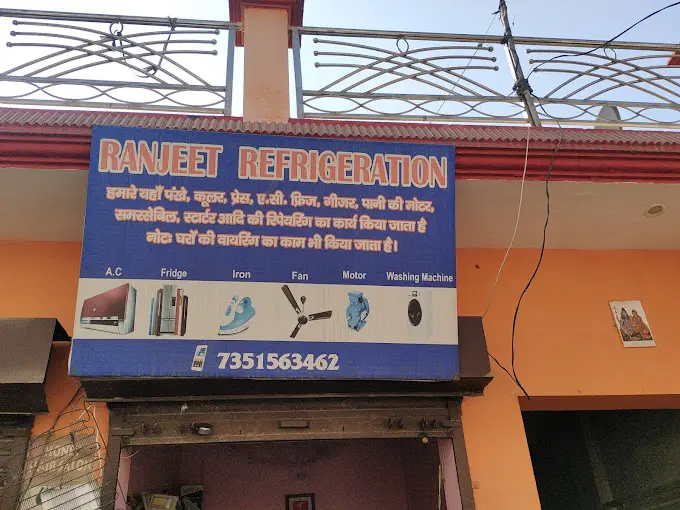 RANJEET REFRIGERATION
हमारे यहाँ पंखे, कूलर, प्रेस, ए.सी. फ्रिज, गीजर, पानी की मोटर,
समरसेबिल, स्टार्टर आदि की रिपेयरिंग का कार्य किया जाता है
नोटः घरों की वायरिंग का काम भी किया जाता है।
A.C Fridge Iron Fan Motor Washing Machine
7351563462